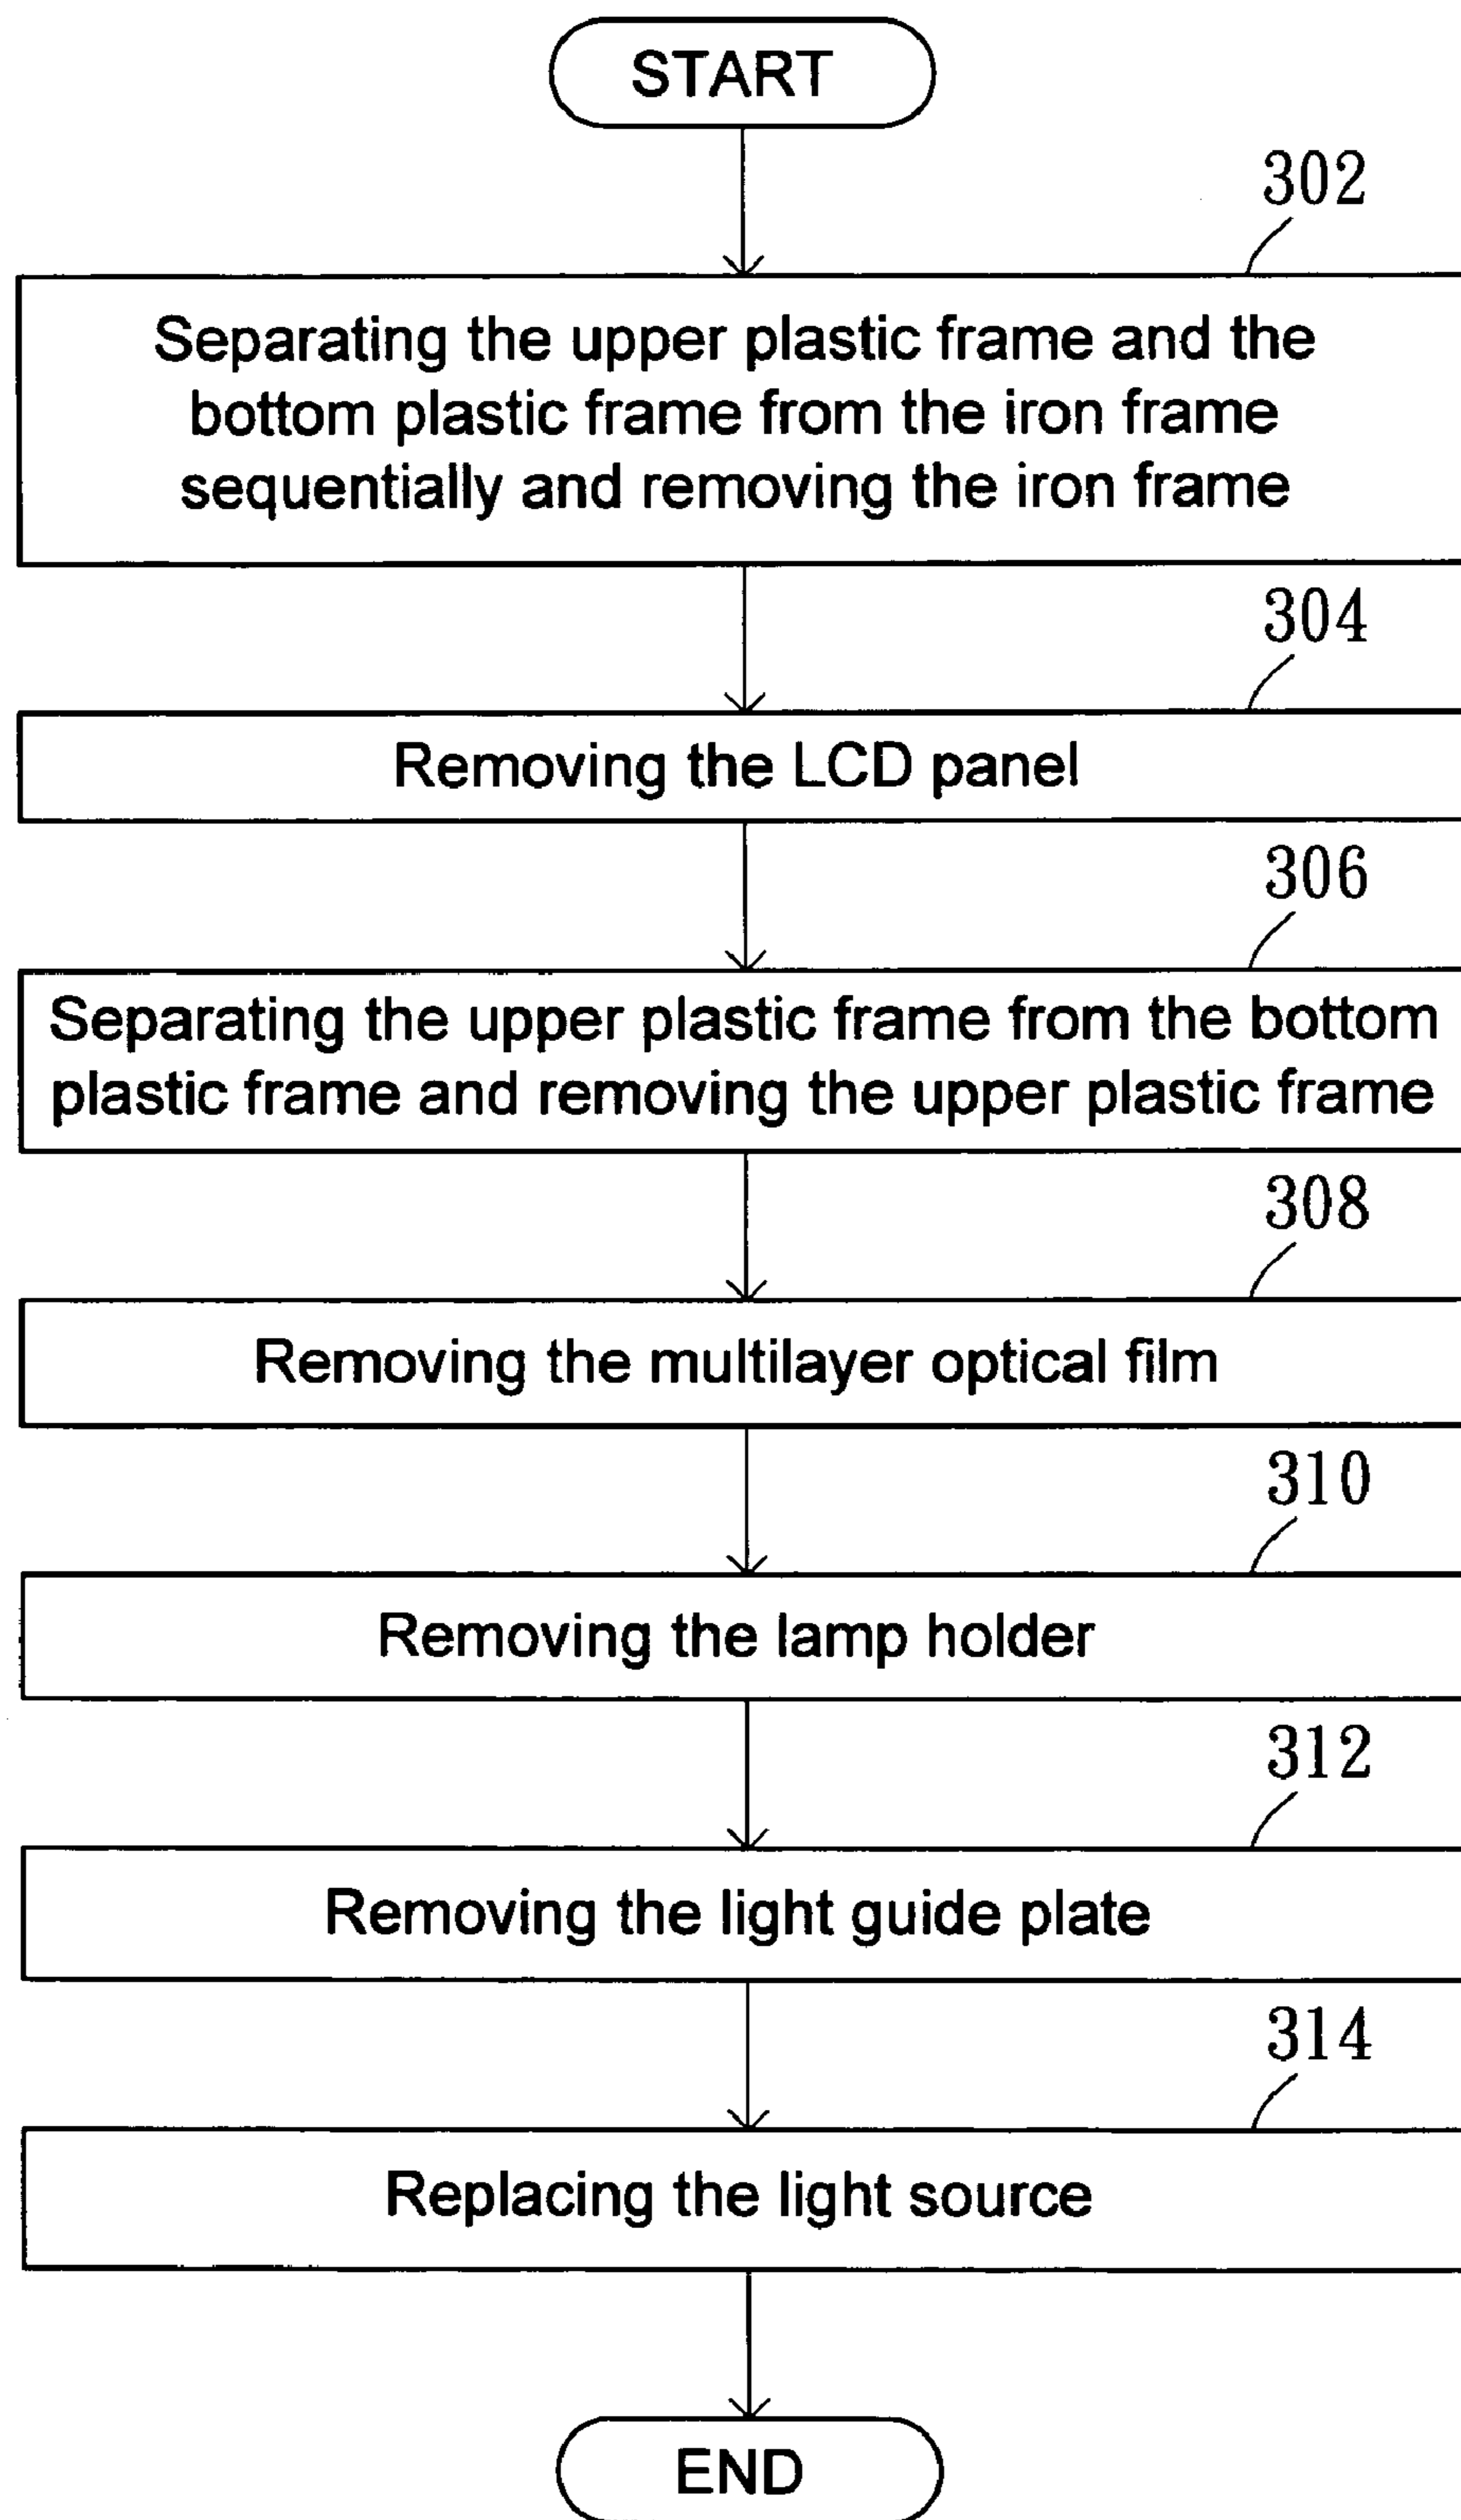 START
302
Separating the upper plastic frame and the
bottom plastic frame from the iron frame
sequentially and removing the iron frame
304
Removing the LCD panel
306
Separating the upper plastic frame from the bottom
plastic frame and removing the upper plastic frame
308
Removing the multilayer optical film
310
Removing the lamp holder
312
Removing the light guide plate
314
Replacing the light source
END